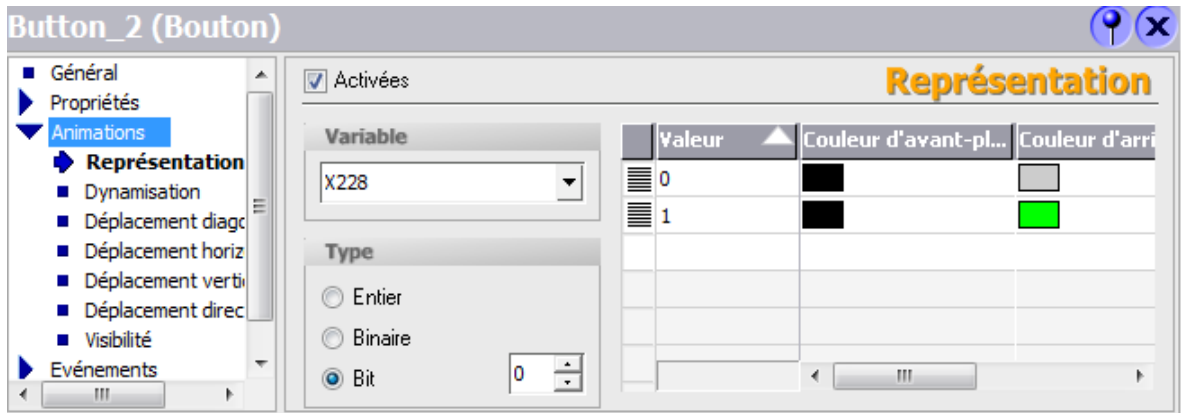 Button_2 (Bouton)
Général
Propriétés
Animations
Représentation
Dynamisation
Déplacement diagc
Déplacement horiz
Déplacement verti
Déplacement direc
Visibilité
Evénements
Activées
Représentation
Variable
X228
Type
Entier
Binaire
Bit 0
Valeur Couleur d'avant-pl... Couleur d'arri
0
1